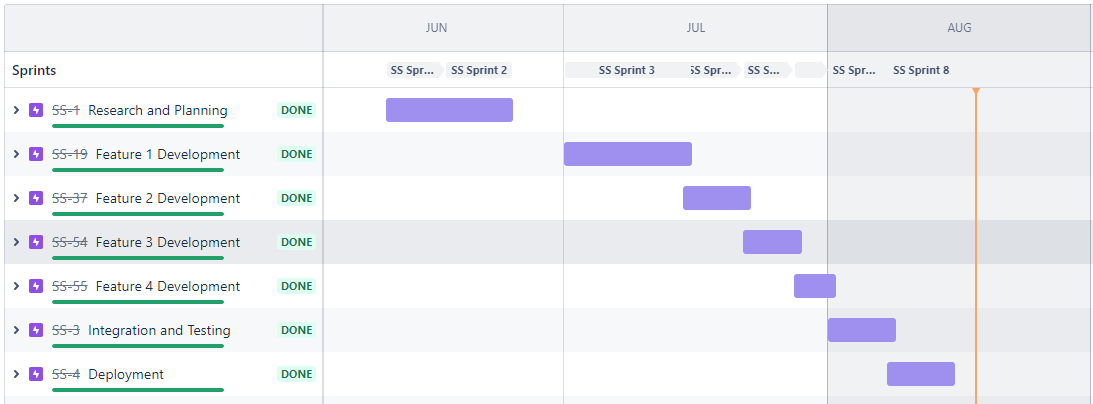 JUN JUL AUG
Sprints SS Spr... SS Sprint 2 SS Sprint 3 SS Spr... SS S... SS Spr... SS Sprint 8
SS-1 Research and Planning DONE
SS-19 Feature 1 Development DONE
SS-37 Feature 2 Development DONE
SS-54 Feature 3 Development DONE
SS-55 Feature 4 Development DONE
SS-3 Integration and Testing DONE
SS-4 Deployment DONE